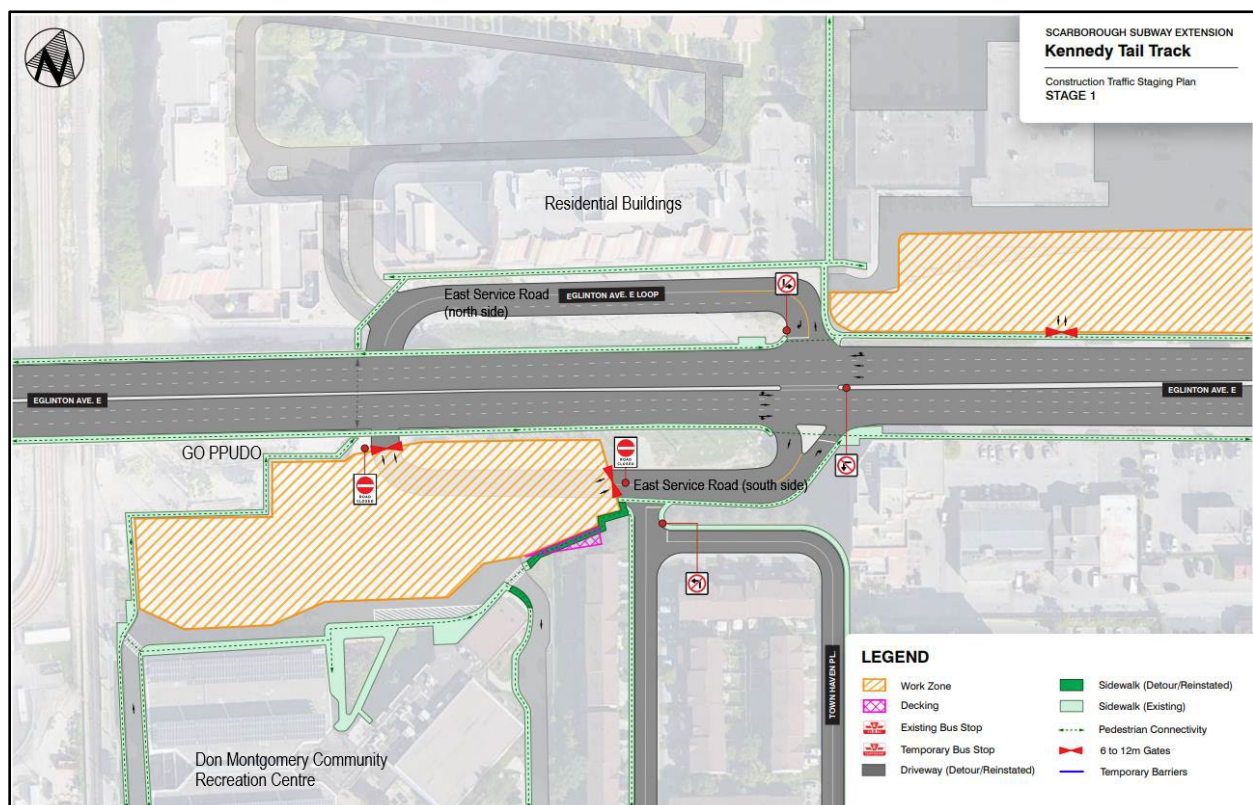 N
SCARBOROUGH SUBWAY EXTENSION
Kennedy Tail Track
Construction Traffic Staging Plan
STAGE 1
Residential Buildings
East Service Road
(north side)
EGLINTON AVE. E LOOP
EGLINTON AVE. E
EGLINTON AVE. E
GO PPUDO
ROAD
CLOSED
ROAD
CLOSED
East Service Road (south side)
TOWN HAVEN PL.
Don Montgomery Community
Recreation Centre
LEGEND
Work Zone
Decking
Existing Bus Stop
Temporary Bus Stop
Driveway (Detour/Reinstated)
Sidewalk (Detour/Reinstated)
Sidewalk (Existing)
Pedestrian Connectivity
6 to 12m Gates
Temporary Barriers